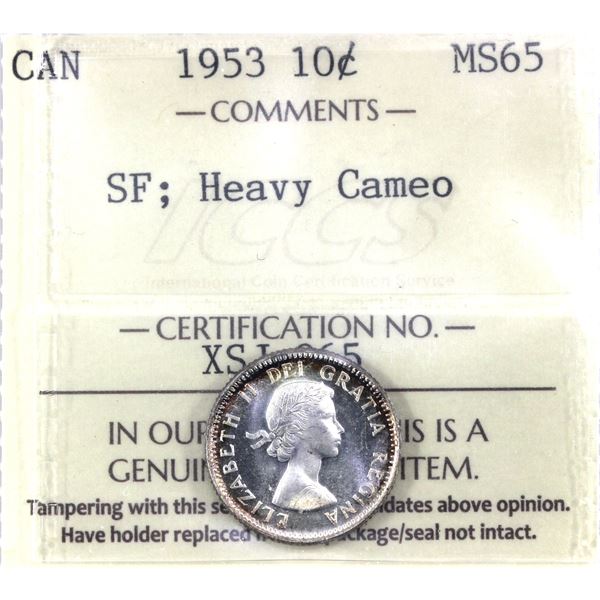 CAN 1953 10¢ MS65
— COMMENTS —
SF; Heavy Cameo
ICCS
International Coin Certification Service
— CERTIFICATION NO. —
ELIZABETH II DEI GRATIA REGINA
IN OUR IS IS A
GENUIN ITEM.
Tampering with this se dates above opinion.
Have holder replaced ckage/seal not intact.